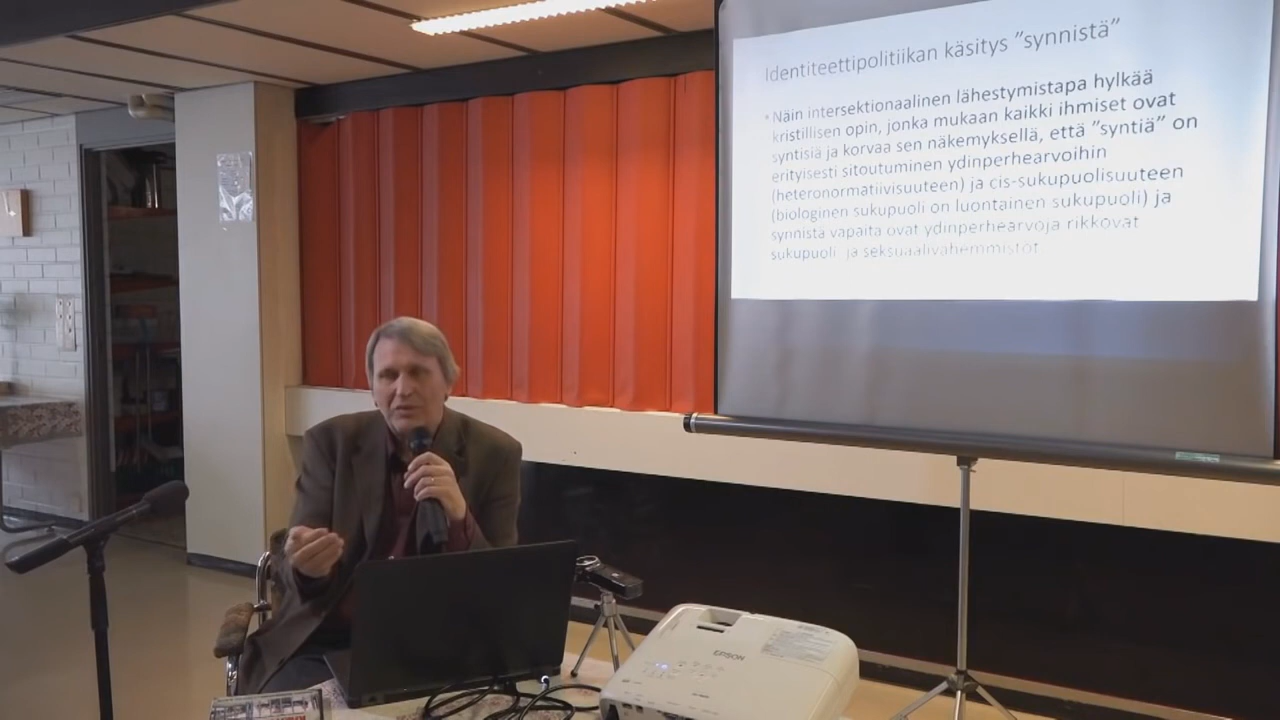 Identiteettipolitiikan käsitys ”synnistä”
• Näin intersektionaalinen lähestymistapa hylkää
kristillisen opin, jonka mukaan kaikki ihmiset ovat
syntisiä ja korvaa sen näkemyksellä, että ”syntiä” on
erityisesti sitoutuminen ydinperhearvoihin
(heteronormatiivisuuteen) ja cis-sukupuolisuuteen
(biologinen sukupuoli on luontainen sukupuoli) ja
synnistä vapaita ovat ydinperhearvoja rikkovat
sukupuoli- ja seksuaalivähemmistöt
EPSON